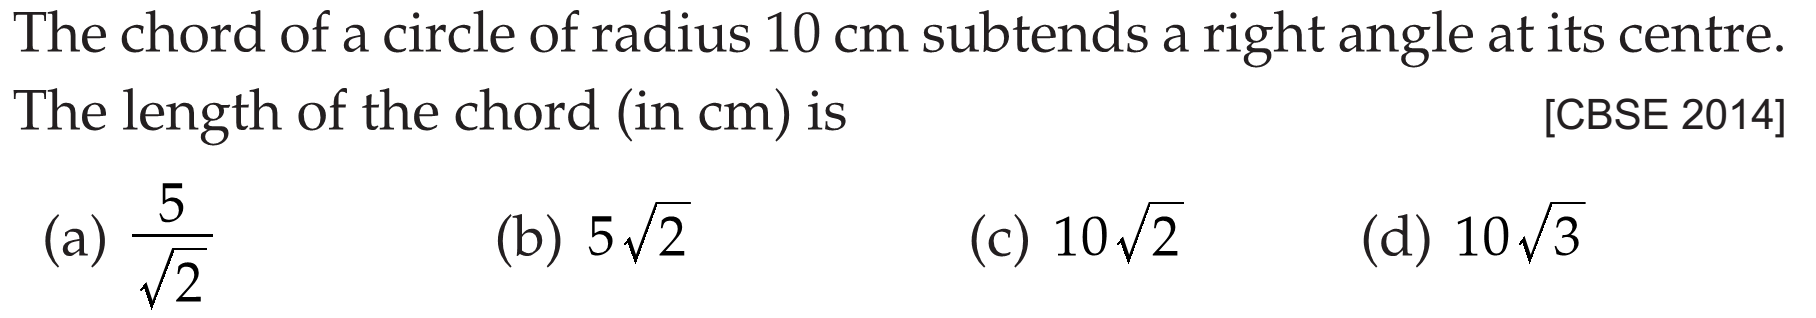 The chord of a circle of radius 10 cm subtends a right angle at its centre.
The length of the chord (in cm) is [CBSE 2014]
(a) 5/√2 (b) 5√2 (c) 10√2 (d) 10√3